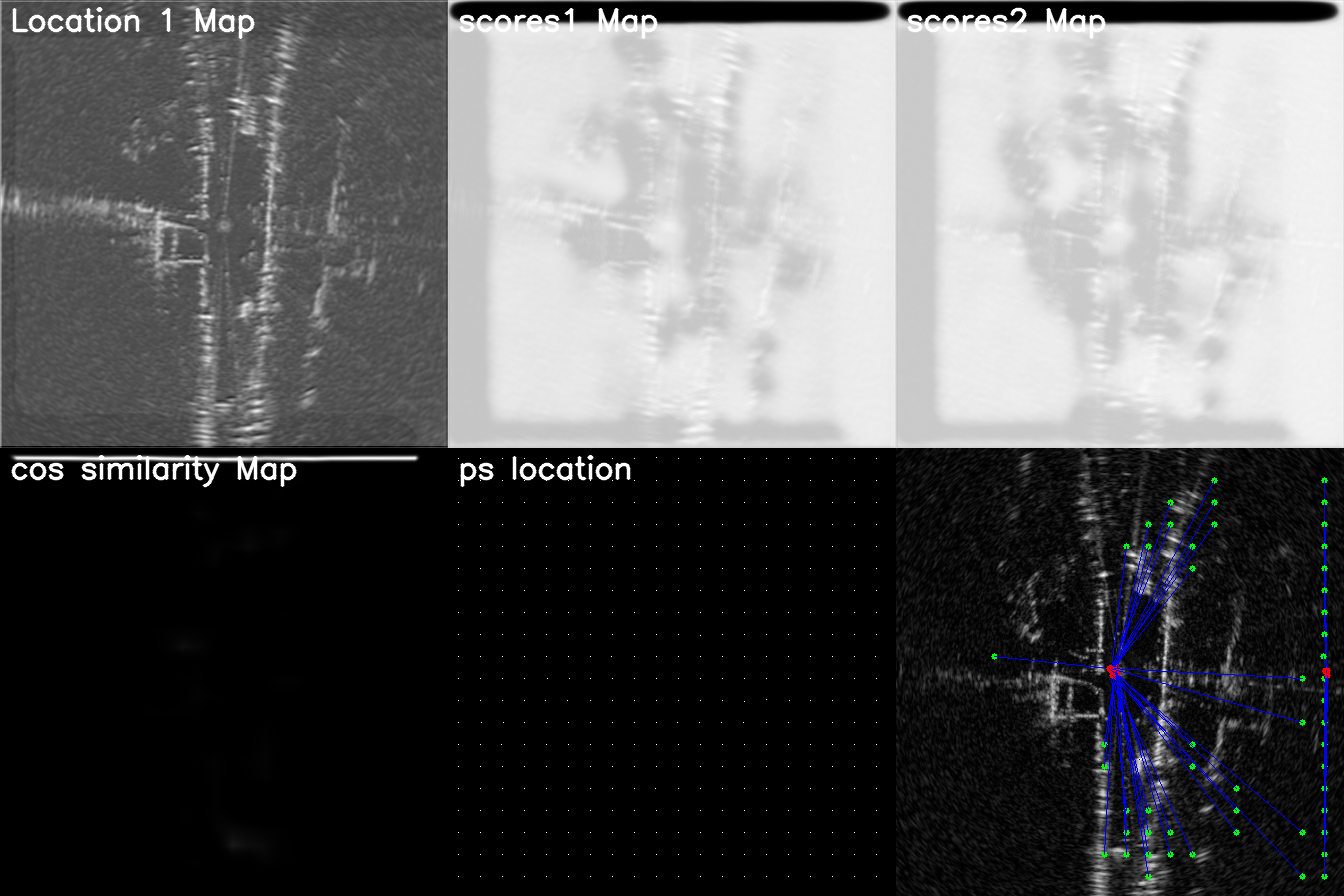 Location 1 Map
scores1 Map
scores2 Map
cos similarity Map
ps location